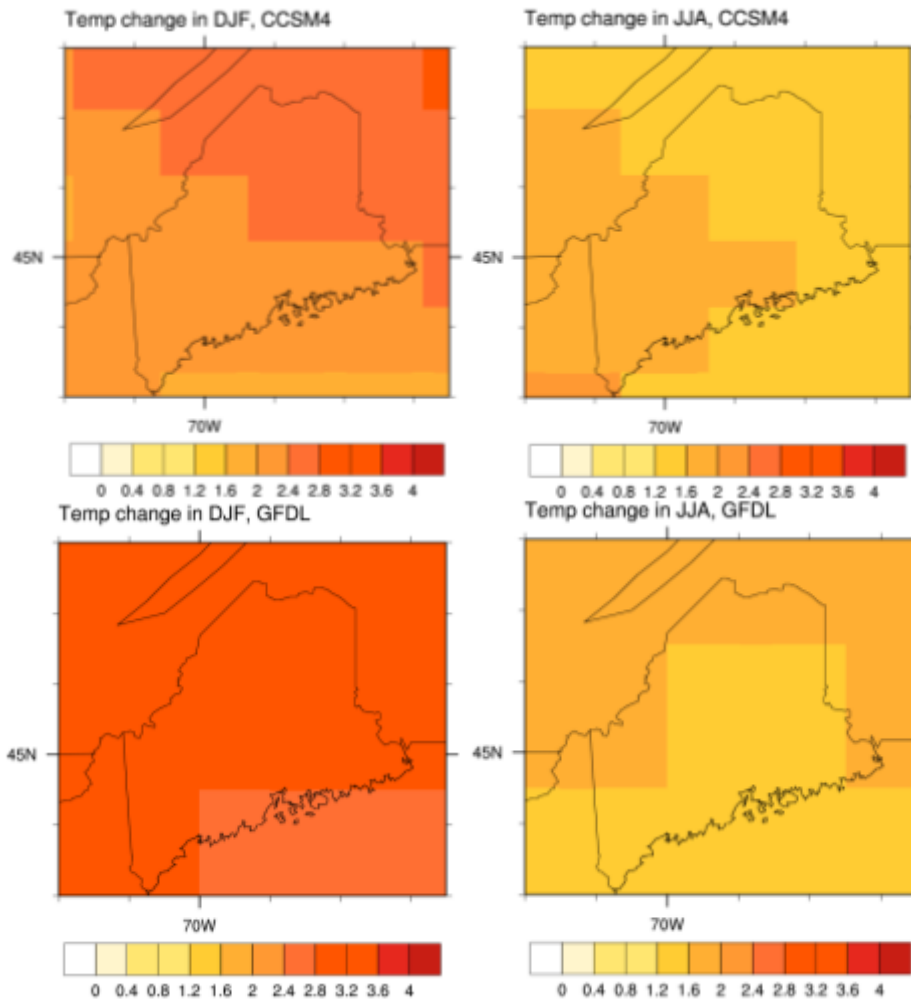 Temp change in DJF, CCSM4
Temp change in JJA, CCSM4
45N
45N
70W
70W
0 0.4 0.8 1.2 1.6 2 2.4 2.8 3.2 3.6 4
0 0.4 0.8 1.2 1.6 2 2.4 2.8 3.2 3.6 4
Temp change in DJF, GFDL
Temp change in JJA, GFDL
45N
45N
70W
70W
0 0.4 0.8 1.2 1.6 2 2.4 2.8 3.2 3.6 4
0 0.4 0.8 1.2 1.6 2 2.4 2.8 3.2 3.6 4